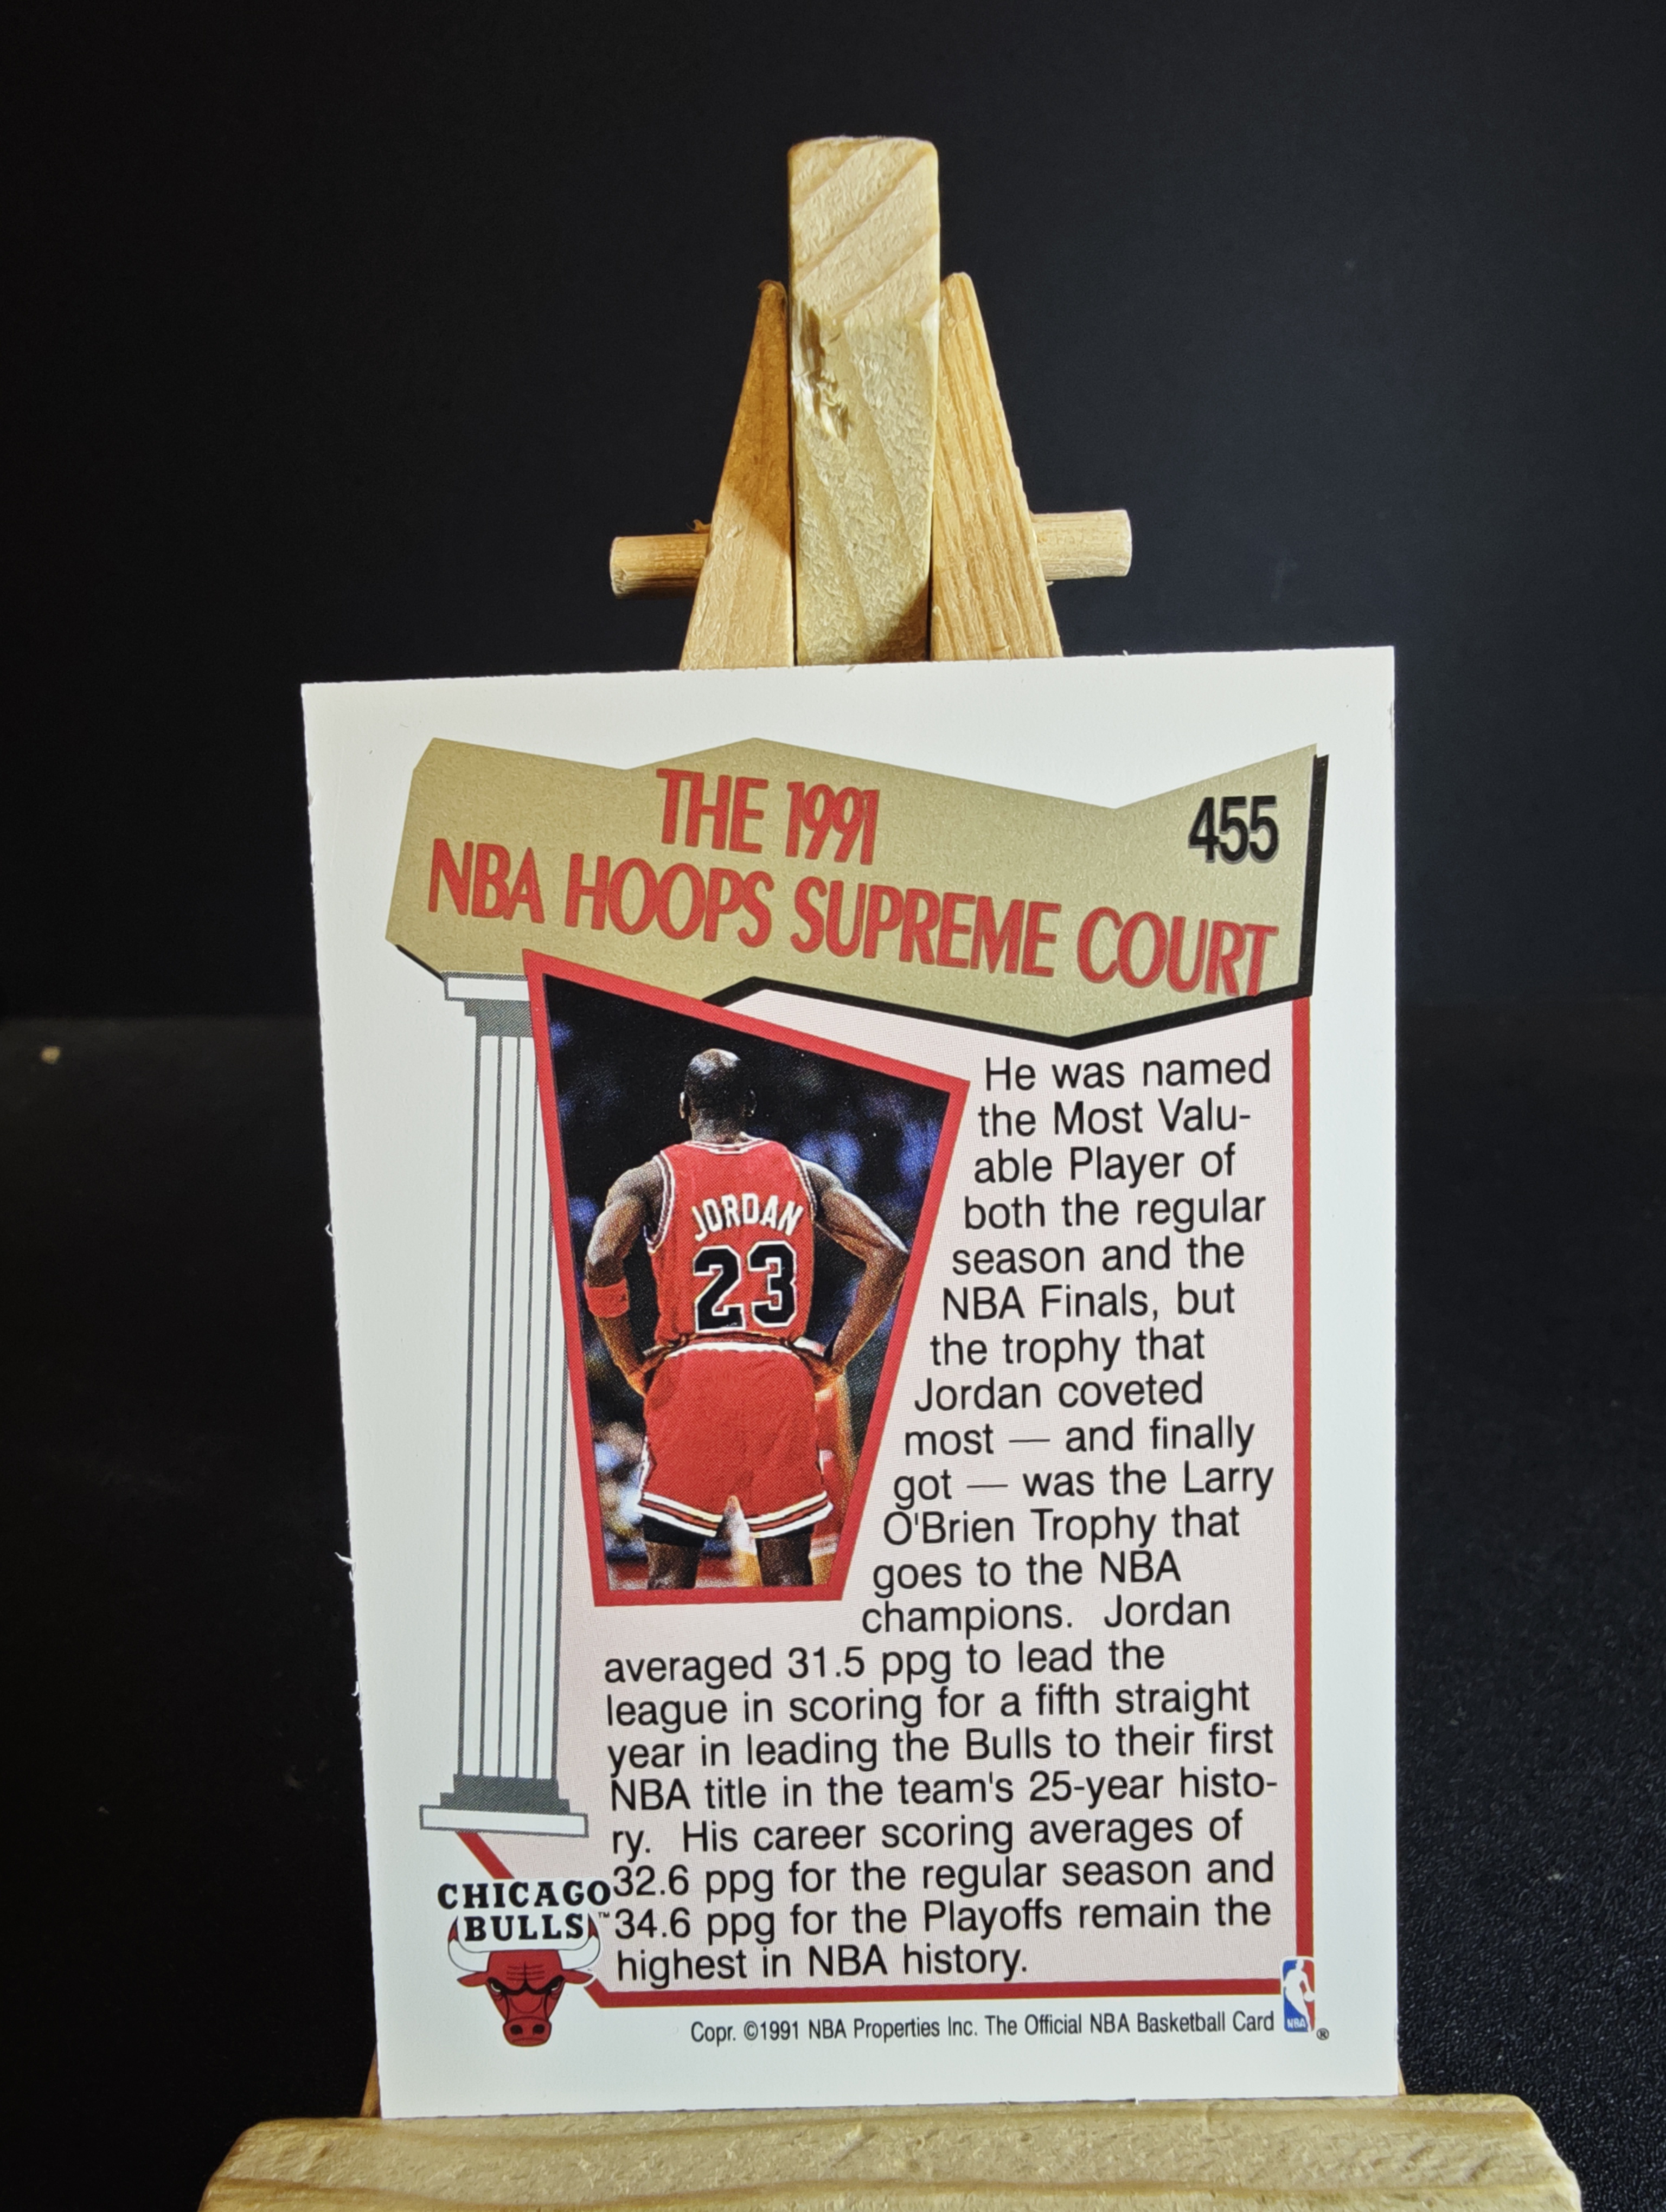 THE 1991
455
NBA HOOPS SUPREME COURT
JORDAN
23
He was named
the Most Valu-
able Player of
both the regular
season and the
NBA Finals, but
the trophy that
Jordan coveted
most — and finally
got — was the Larry
O'Brien Trophy that
goes to the NBA
champions. Jordan
averaged 31.5 ppg to lead the
league in scoring for a fifth straight
year in leading the Bulls to their first
NBA title in the team's 25-year histo-
ry. His career scoring averages of
32.6 ppg for the regular season and
34.6 ppg for the Playoffs remain the
highest in NBA history.
CHICAGO
BULLS™
Copr. ©1991 NBA Properties Inc. The Official NBA Basketball Card
NBA
®